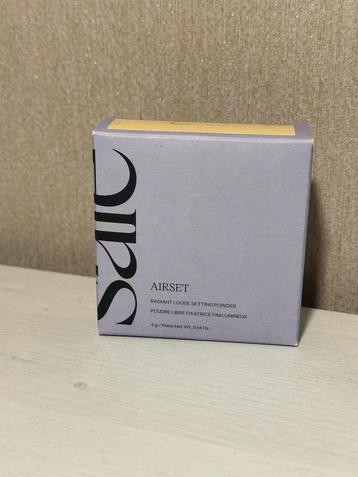 saie
AIRSET
RADIANT LOOSE SETTING POWDER
POUDRE LIBRE FIXATRICE FINI LUMINEUX
4 g / Poids Net Wt. 0.14 Oz.